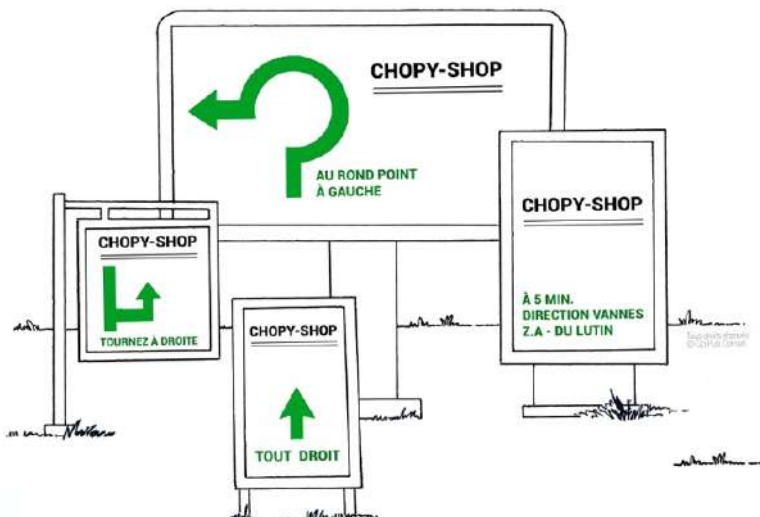 CHOPY-SHOP
AU ROND POINT
À GAUCHE
CHOPY-SHOP
À 5 MIN.
DIRECTION VANNES
Z.A - DU LUTIN
CHOPY-SHOP
TOURNEZ À DROITE
CHOPY-SHOP
TOUT DROIT